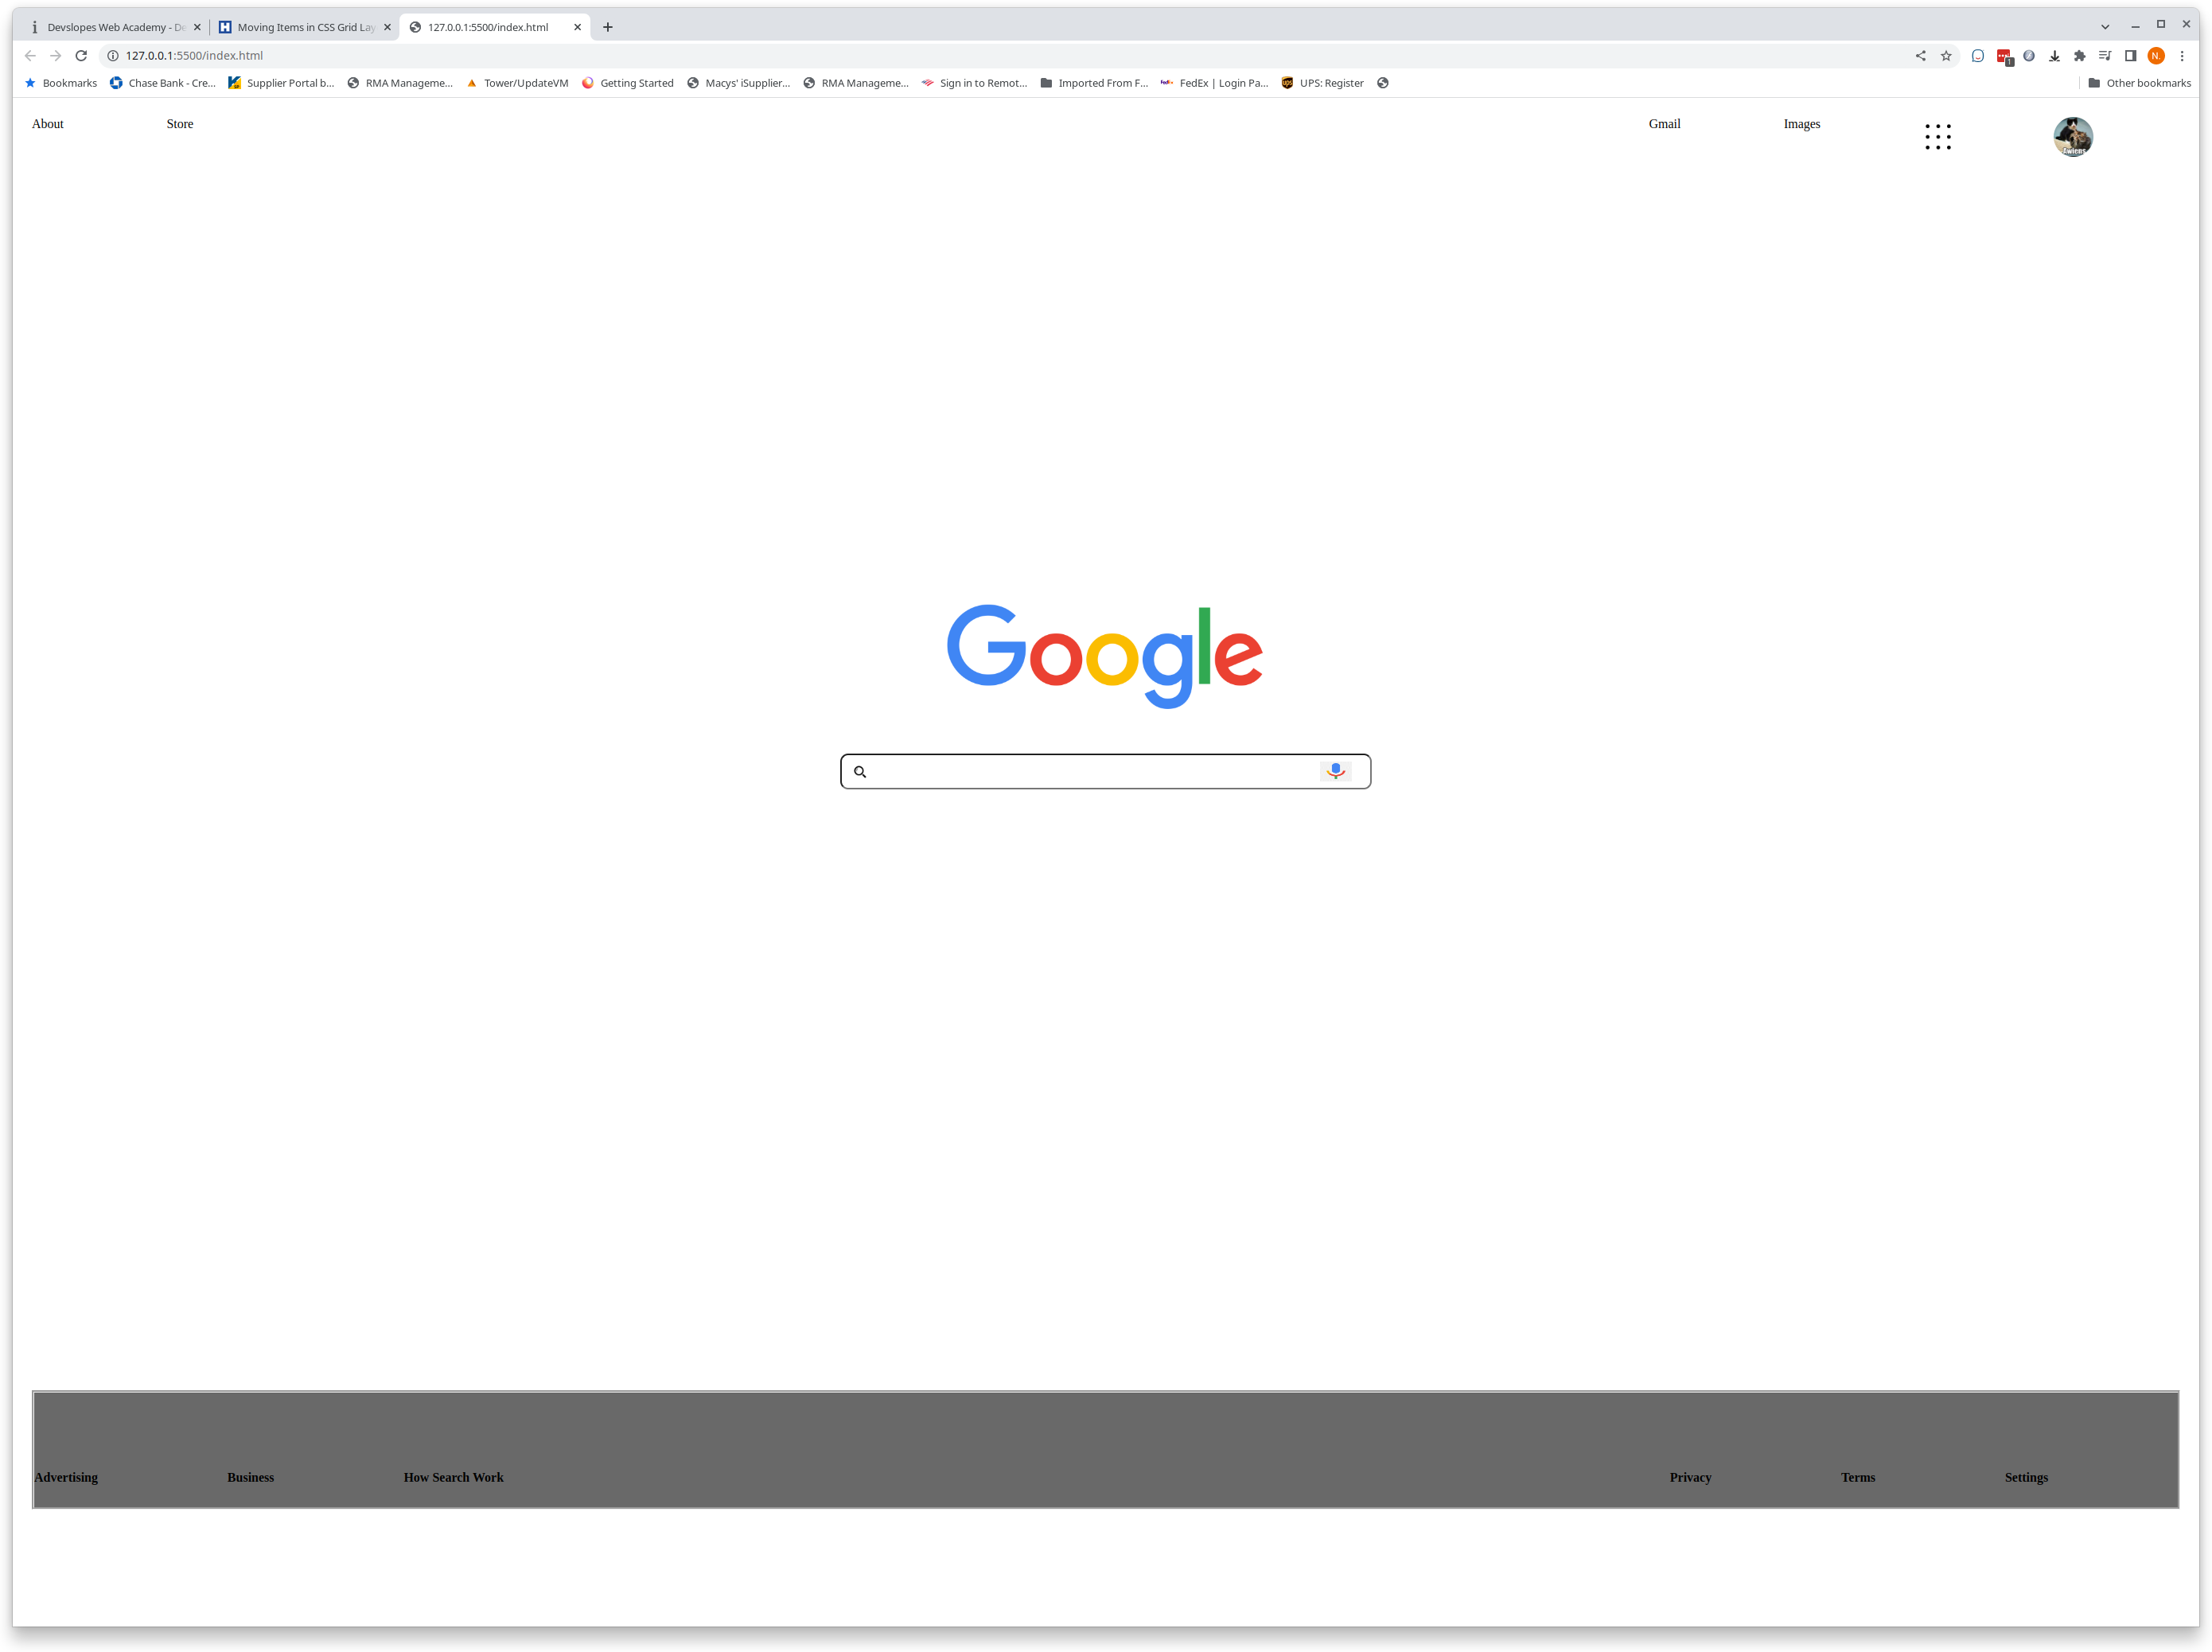 Devslopes Web Academy - De
Moving Items in CSS Grid Lay
127.0.0.1:5500/index.html
127.0.0.1:5500/index.html
1
N.
Bookmarks
Chase Bank - Cre...
Supplier Portal b...
RMA Manageme...
Tower/UpdateVM
Getting Started
Macys' iSupplier...
RMA Manageme...
Sign in to Remot...
Imported From F...
FedEx
FedEx | Login Pa...
UPS: Register
Other bookmarks
About
Store
Gmail
Images
Awiens
Google
Advertising
Business
How Search Work
Privacy
Terms
Settings